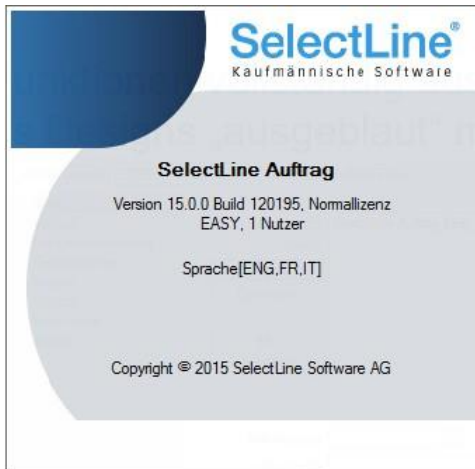 SelectLine®
Kaufmännische Software
SelectLine Auftrag
Version 15.0.0 Build 120195, Normallizenz
EASY, 1 Nutzer
Sprache[ENG,FR,IT]
Copyright © 2015 SelectLine Software AG